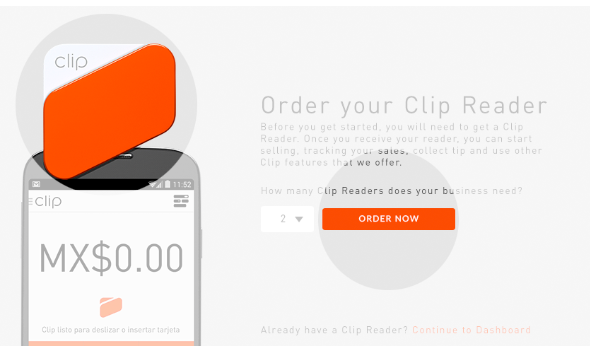 clip
11:52
clip
MX$0.00
Clip listo para deslizar o insertar tarjeta
Order your Clip Reader
Before you get started, you will need to get a Clip
Reader. Once you receive your reader, you can start
selling, tracking your sales, collect tip and use other
Clip features that we offer.
How many Clip Readers does your business need?
2
ORDER NOW
Already have a Clip Reader? Continue to Dashboard